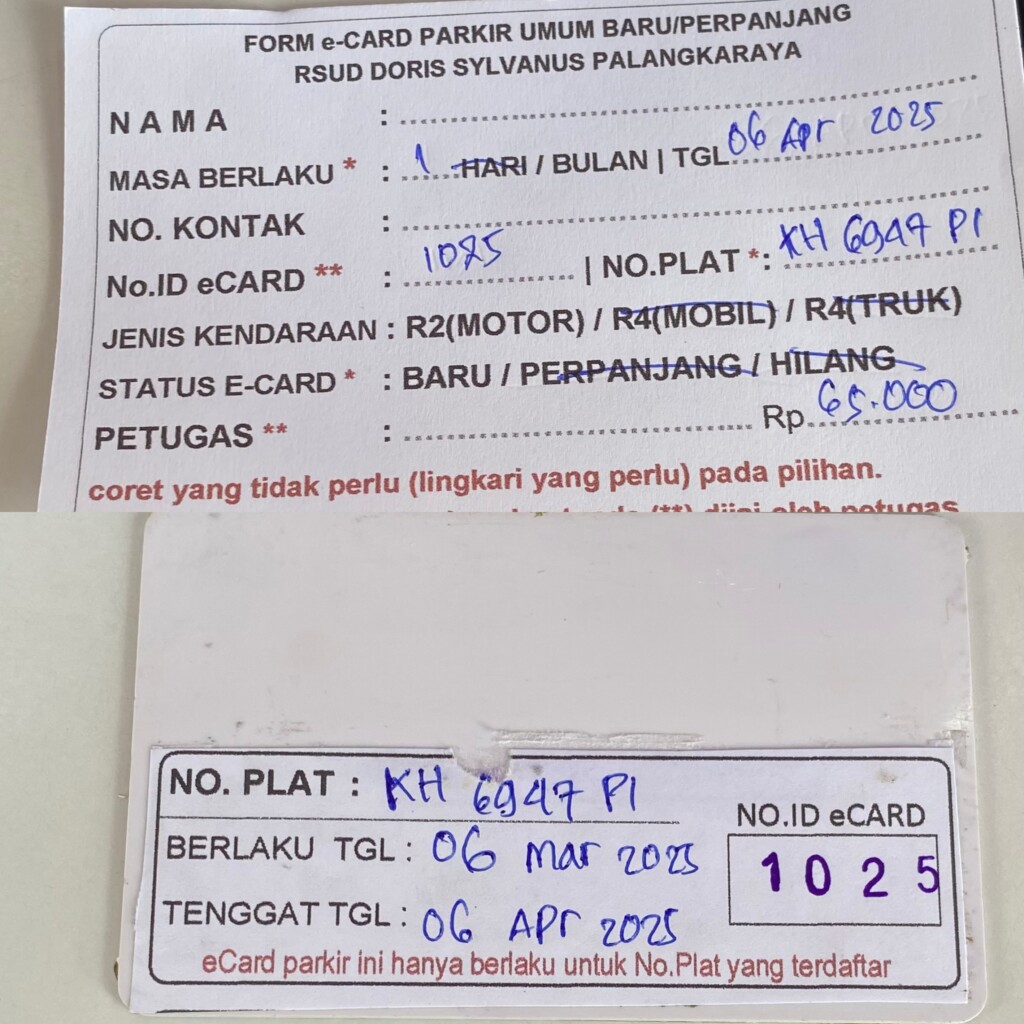 FORM e-CARD PARKIR UMUM BARU/PERPANJANG
RSUD DORIS SYLVANUS PALANGKARAYA
N A M A : ........................................
MASA BERLAKU * : ......1 HARI / BULAN | TGL 06 Apr 2025
NO. KONTAK : ........................................
No.ID eCARD ** : 1025 | NO.PLAT *: KH 6947 PI
JENIS KENDARAAN : R2(MOTOR) / R4(MOBIL) / R4(TRUK)
STATUS E-CARD * : BARU / PERPANJANG / HILANG
PETUGAS ** : ........................................ Rp 65.000
coret yang tidak perlu (lingkari yang perlu) pada pilihan.
(**) diisi oleh petugas
NO. PLAT : KH 6947 PI
BERLAKU TGL : 06 Mar 2025
TENGGAT TGL : 06 APr 2025
NO.ID eCARD
1025
eCard parkir ini hanya berlaku untuk No.Plat yang terdaftar